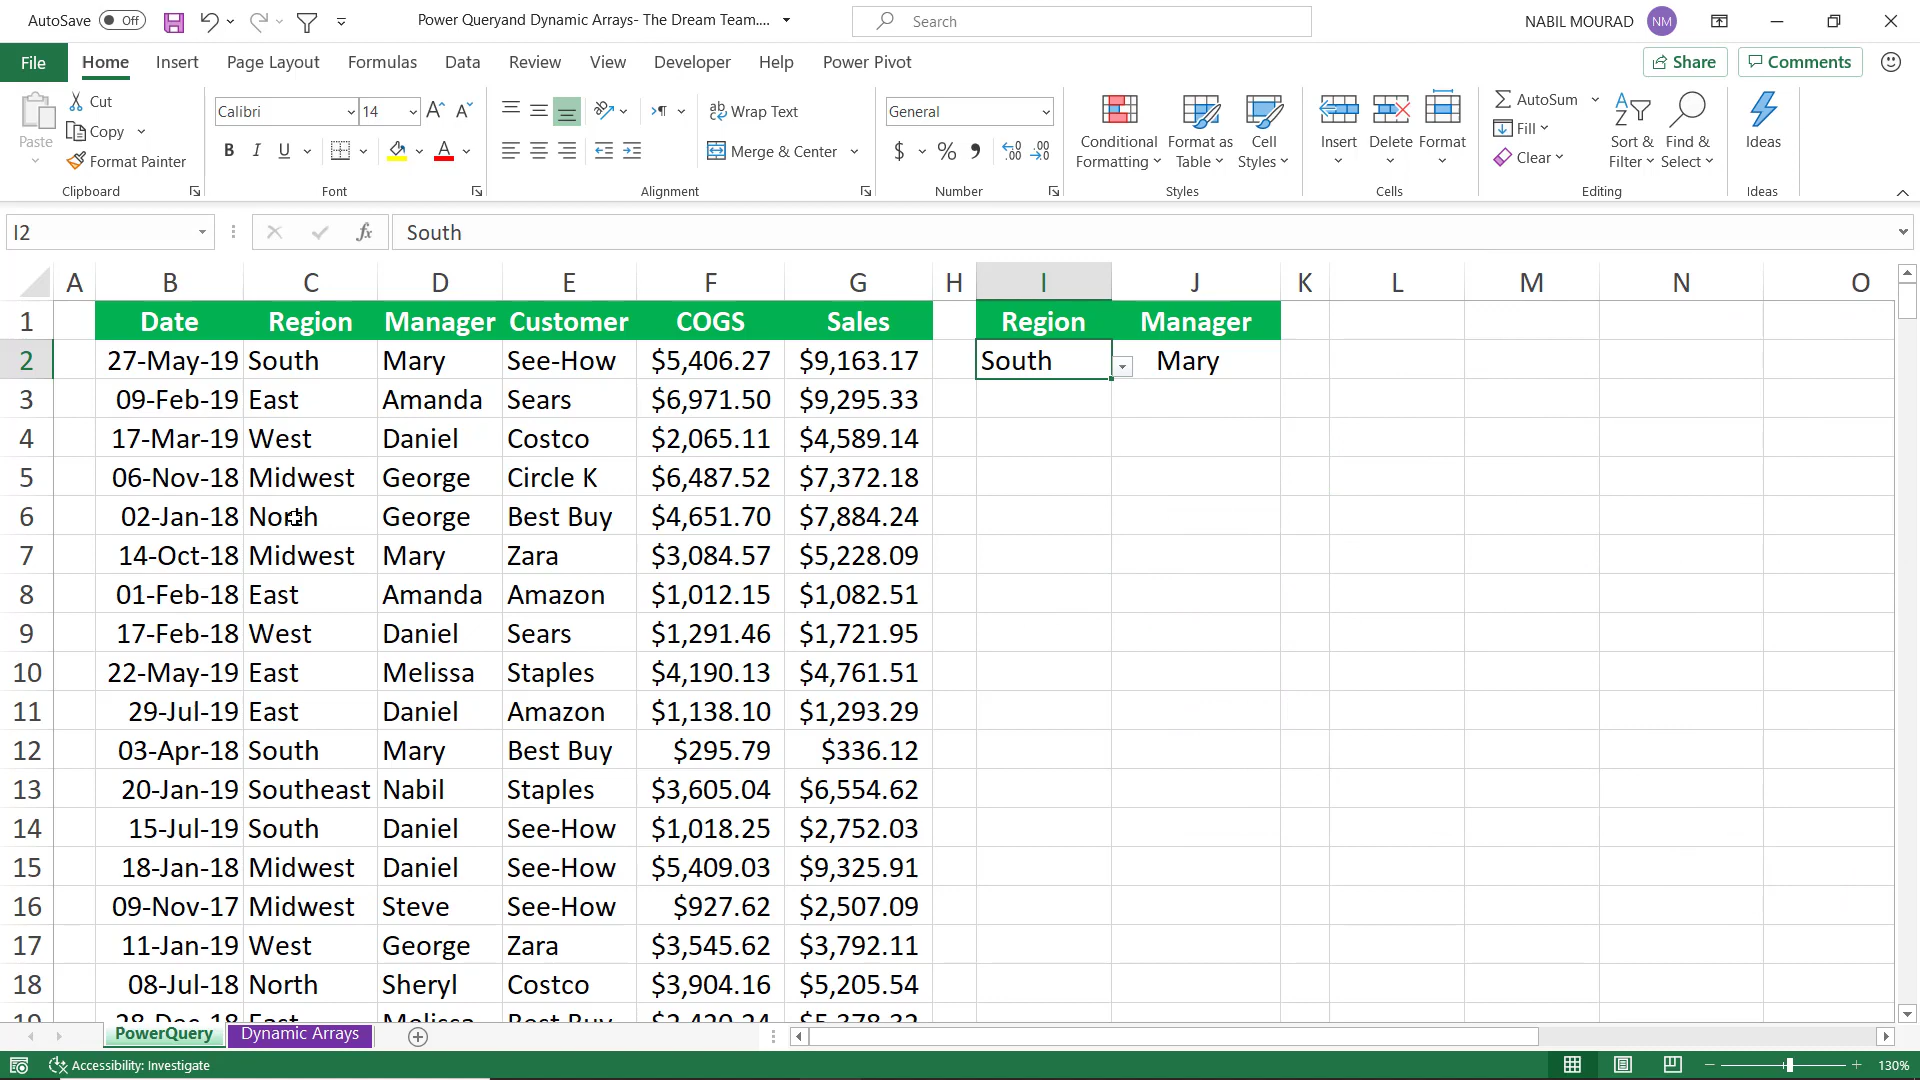 AutoSave Off Power Queryand Dynamic Arrays- The Dream Team.... Search NABIL MOURAD NM
File Home Insert Page Layout Formulas Data Review View Developer Help Power Pivot Share Comments
Paste Cut Copy Format Painter Clipboard
Calibri 14 B I U A Font
Wrap Text Merge & Center Alignment
General $ % Number
Conditional Formatting Format as Table Cell Styles Styles
Insert Delete Format Cells
AutoSum Fill Clear Sort & Filter Find & Select Editing
Ideas Ideas
I2 fx South
A B C D E F G H I J K L M N O
1 Date Region Manager Customer COGS Sales Region Manager
2 27-May-19 South Mary See-How $5,406.27 $9,163.17 South Mary
3 09-Feb-19 East Amanda Sears $6,971.50 $9,295.33
4 17-Mar-19 West Daniel Costco $2,065.11 $4,589.14
5 06-Nov-18 Midwest George Circle K $6,487.52 $7,372.18
6 02-Jan-18 North George Best Buy $4,651.70 $7,884.24
7 14-Oct-18 Midwest Mary Zara $3,084.57 $5,228.09
8 01-Feb-18 East Amanda Amazon $1,012.15 $1,082.51
9 17-Feb-18 West Daniel Sears $1,291.46 $1,721.95
10 22-May-19 East Melissa Staples $4,190.13 $4,761.51
11 29-Jul-19 East Daniel Amazon $1,138.10 $1,293.29
12 03-Apr-18 South Mary Best Buy $295.79 $336.12
13 20-Jan-19 Southeast Nabil Staples $3,605.04 $6,554.62
14 15-Jul-19 South Daniel See-How $1,018.25 $2,752.03
15 18-Jan-18 Midwest Daniel See-How $5,409.03 $9,325.91
16 09-Nov-17 Midwest Steve See-How $927.62 $2,507.09
17 11-Jan-19 West George Zara $3,545.62 $3,792.11
18 08-Jul-18 North Sheryl Costco $3,904.16 $5,205.54
19 28-Dec-18 East Melissa Best Buy
PowerQuery Dynamic Arrays
Accessibility: Investigate 130%